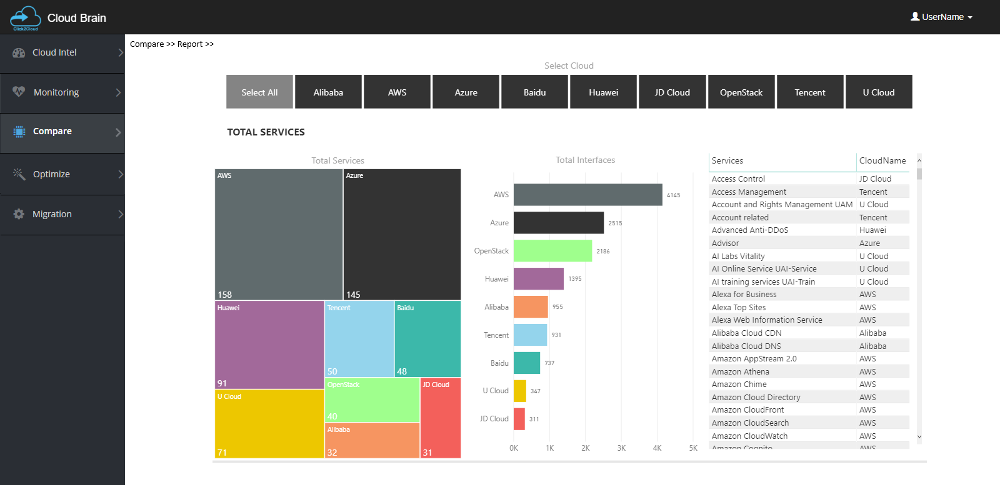 Click2Cloud
Cloud Brain
UserName
Cloud Intel
Monitoring
Compare
Optimize
Migration
Compare >> Report >>
Select Cloud
Select All
Alibaba
AWS
Azure
Baidu
Huawei
JD Cloud
OpenStack
Tencent
U Cloud
TOTAL SERVICES
Total Services
AWS
158
Azure
145
Huawei
91
Tencent
50
Baidu
48
U Cloud
71
OpenStack
40
JD Cloud
31
Alibaba
32
Total Interfaces
AWS 4145
Azure 2515
OpenStack 2186
Huawei 1395
Alibaba 955
Tencent 931
Baidu 737
U Cloud 347
JD Cloud 311
0K 1K 2K 3K 4K 5K
Services CloudName
Access Control JD Cloud
Access Management Tencent
Account and Rights Management UAM U Cloud
Account related Tencent
Advanced Anti-DDoS Huawei
Advisor Azure
AI Labs Vitality U Cloud
AI Online Service UAI-Service U Cloud
AI training services UAI-Train U Cloud
Alexa for Business AWS
Alexa Top Sites AWS
Alexa Web Information Service AWS
Alibaba Cloud CDN Alibaba
Alibaba Cloud DNS Alibaba
Amazon AppStream 2.0 AWS
Amazon Athena AWS
Amazon Chime AWS
Amazon Cloud Directory AWS
Amazon CloudFront AWS
Amazon CloudSearch AWS
Amazon CloudWatch AWS
Amazon Cognito AWS